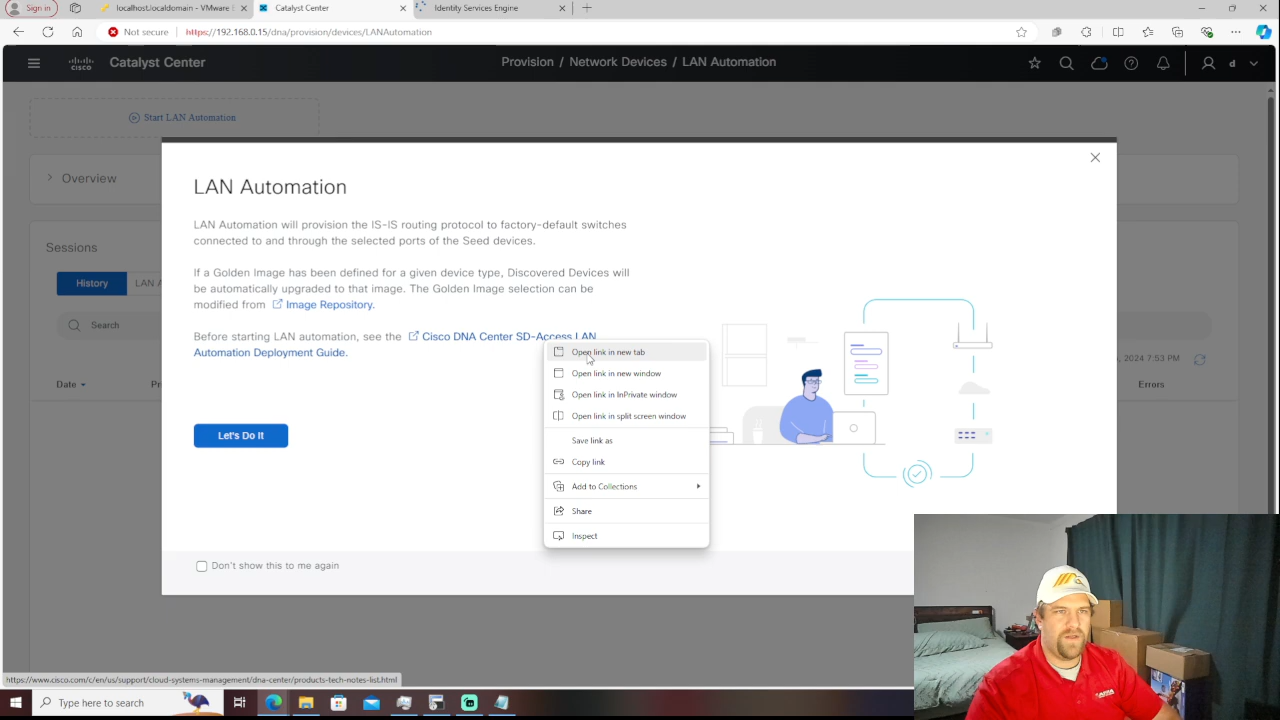 Sign in
localhost.localdomain - VMware
Catalyst Center
Identity Services Engine
Not secure
https://192.168.0.15/dna/provision/devices/LANAutomation
cisco
Catalyst Center
Provision / Network Devices / LAN Automation
d
Start LAN Automation
Overview
Sessions
History
LAN A
Search
, 2024 7:53 PM
Date
Errors
LAN Automation
LAN Automation will provision the IS-IS routing protocol to factory-default switches
connected to and through the selected ports of the Seed devices.
If a Golden Image has been defined for a given device type, Discovered Devices will
be automatically upgraded to that image. The Golden Image selection can be
modified from Image Repository.
Before starting LAN automation, see the Cisco DNA Center SD-Access LAN
Automation Deployment Guide.
Let's Do It
Don't show this to me again
Open link in new tab
Open link in new window
Open link in InPrivate window
Open link in split screen window
Save link as
Copy link
Add to Collections
Share
Inspect
https://www.cisco.com/c/en/us/support/cloud-systems-management/dna-center/products-tech-notes-list.html
Type here to search